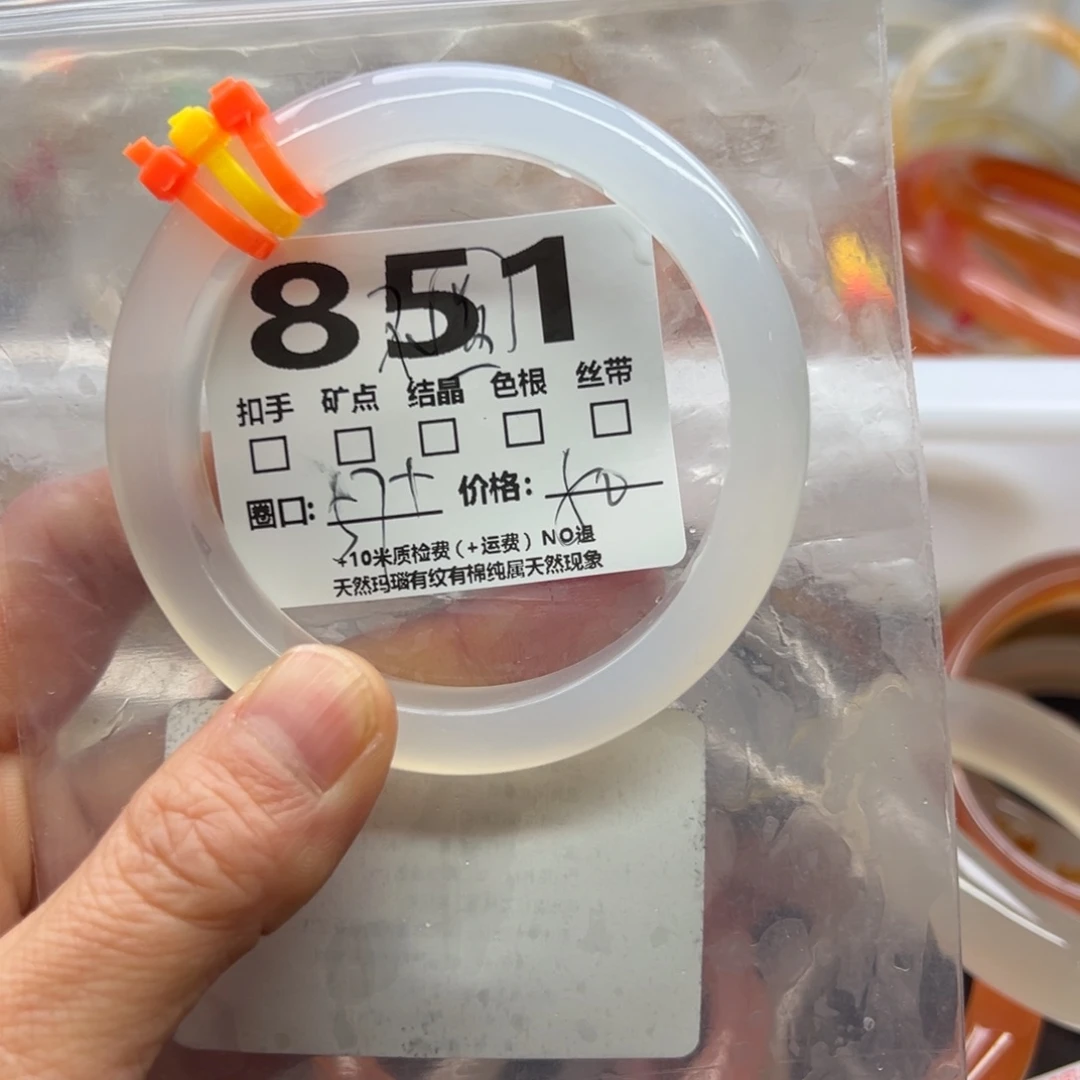 851
扣手 矿点 结晶 色根 丝带
圈口: 价格:
+10米质检费(+运费)NO退
天然玛瑙有纹有棉纯属天然现象